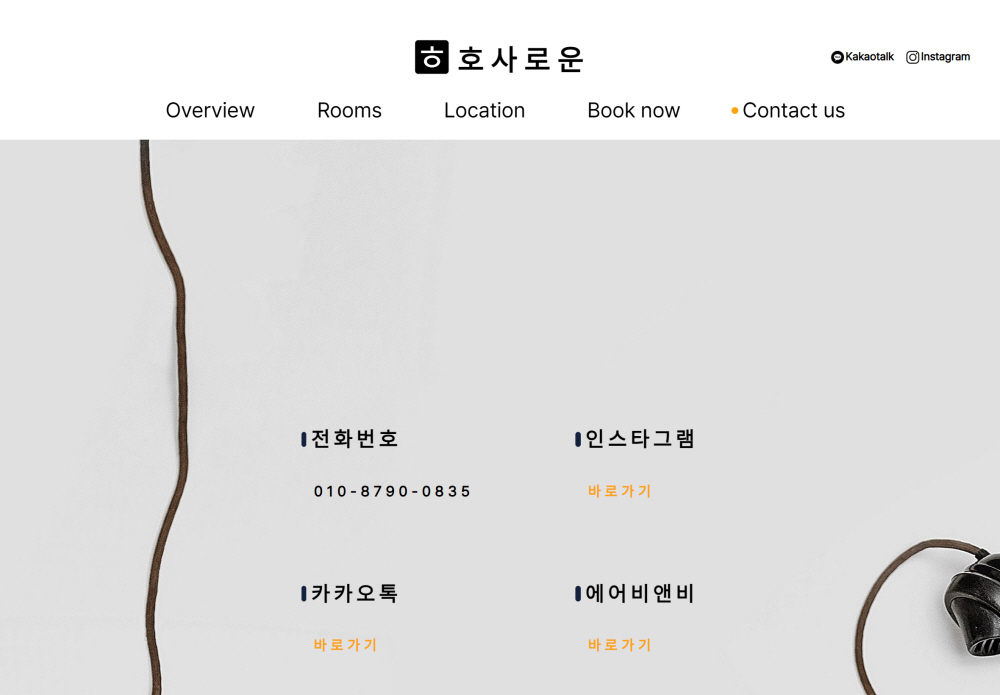 ㅎ 호사로운
Kakaotalk Instagram
Overview Rooms Location Book now Contact us
전화번호
010-8790-0835
인스타그램
바로가기
카카오톡
바로가기
에어비앤비
바로가기